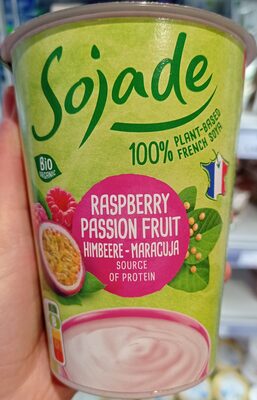 Sojade
100% PLANT-BASED
FRENCH SOYA
Bio
ORGANIC
RASPBERRY
PASSION FRUIT
HIMBEERE - MARACUJA
SOURCE
OF PROTEIN